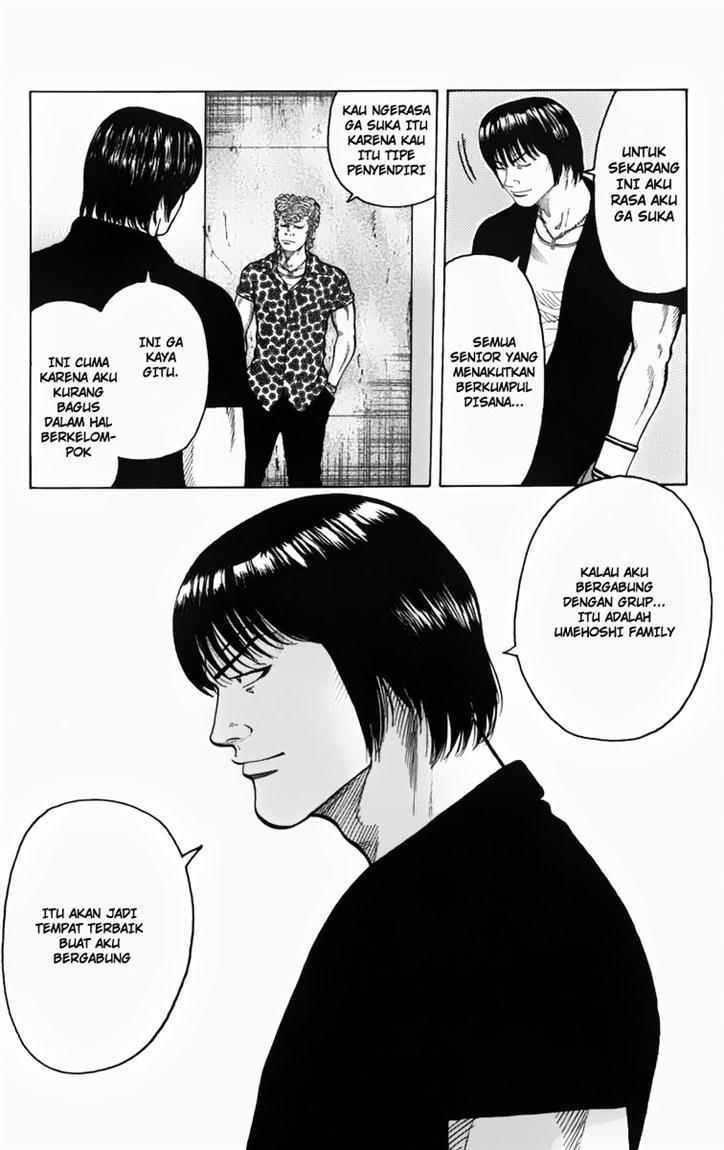 UNTUK
SEKARANG
INI AKU
RASA AKU
GA SUKA
SEMUA
SENIOR YANG
MENAKUTKAN
BERKUMPUL
DISANA...
KAU NGERASA
GA SUKA ITU
KARENA KAU
ITU TIPE
PENYENDIRI
INI GA
KAYA
GITU.
INI CUMA
KARENA AKU
KURANG
BAGUS
DALAM HAL
BERKELOM-
POK
KALAU AKU
BERGABUNG
DENGAN GRUP...
ITU ADALAH
UMEHOSHI FAMILY
ITU AKAN JADI
TEMPAT TERBAIK
BUAT AKU
BERGABUNG